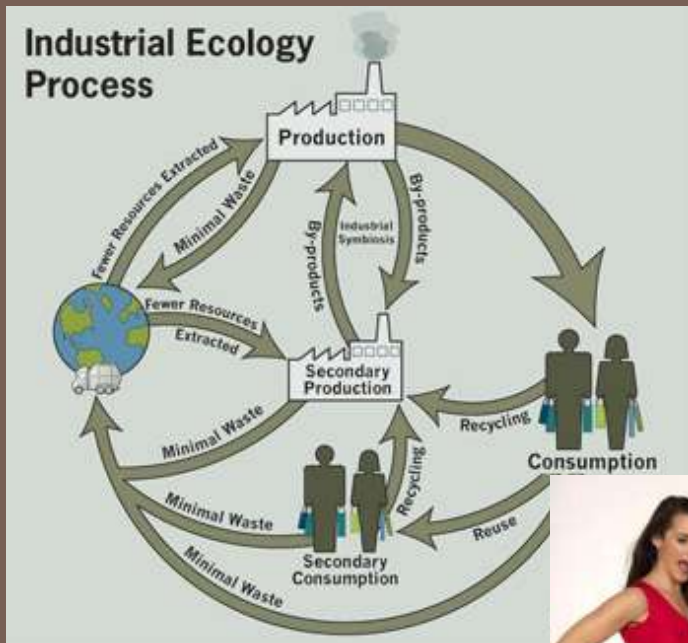 Industrial Ecology
Process
Production
Fewer Resources Extracted
Minimal Waste
By-products
Industrial
Symbiosis
By-products
Fewer Resources
Extracted
Secondary
Production
Minimal Waste
Recycling
Recycling
Consumption
Minimal Waste
Reuse
Secondary
Consumption
Minimal Waste